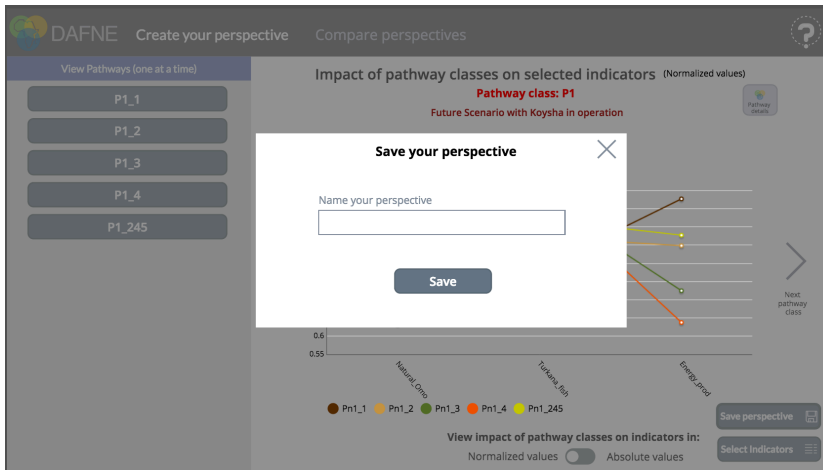 DAFNE Create your perspective Compare perspectives ?
View Pathways (one at a time)
P1_1
P1_2
P1_3
P1_4
P1_245
Impact of pathway classes on selected indicators (Normalized values)
Pathway class: P1
Future Scenario with Koysha in operation
Pathway
details
Save your perspective
Name your perspective
Save
Next
pathway
class
0.6
0.55
Natural_Omo
Turkana_fish
Energy_prod
Pn1_1 Pn1_2 Pn1_3 Pn1_4 Pn1_245
Save perspective
View impact of pathway classes on indicators in:
Normalized values Absolute values
Select Indicators